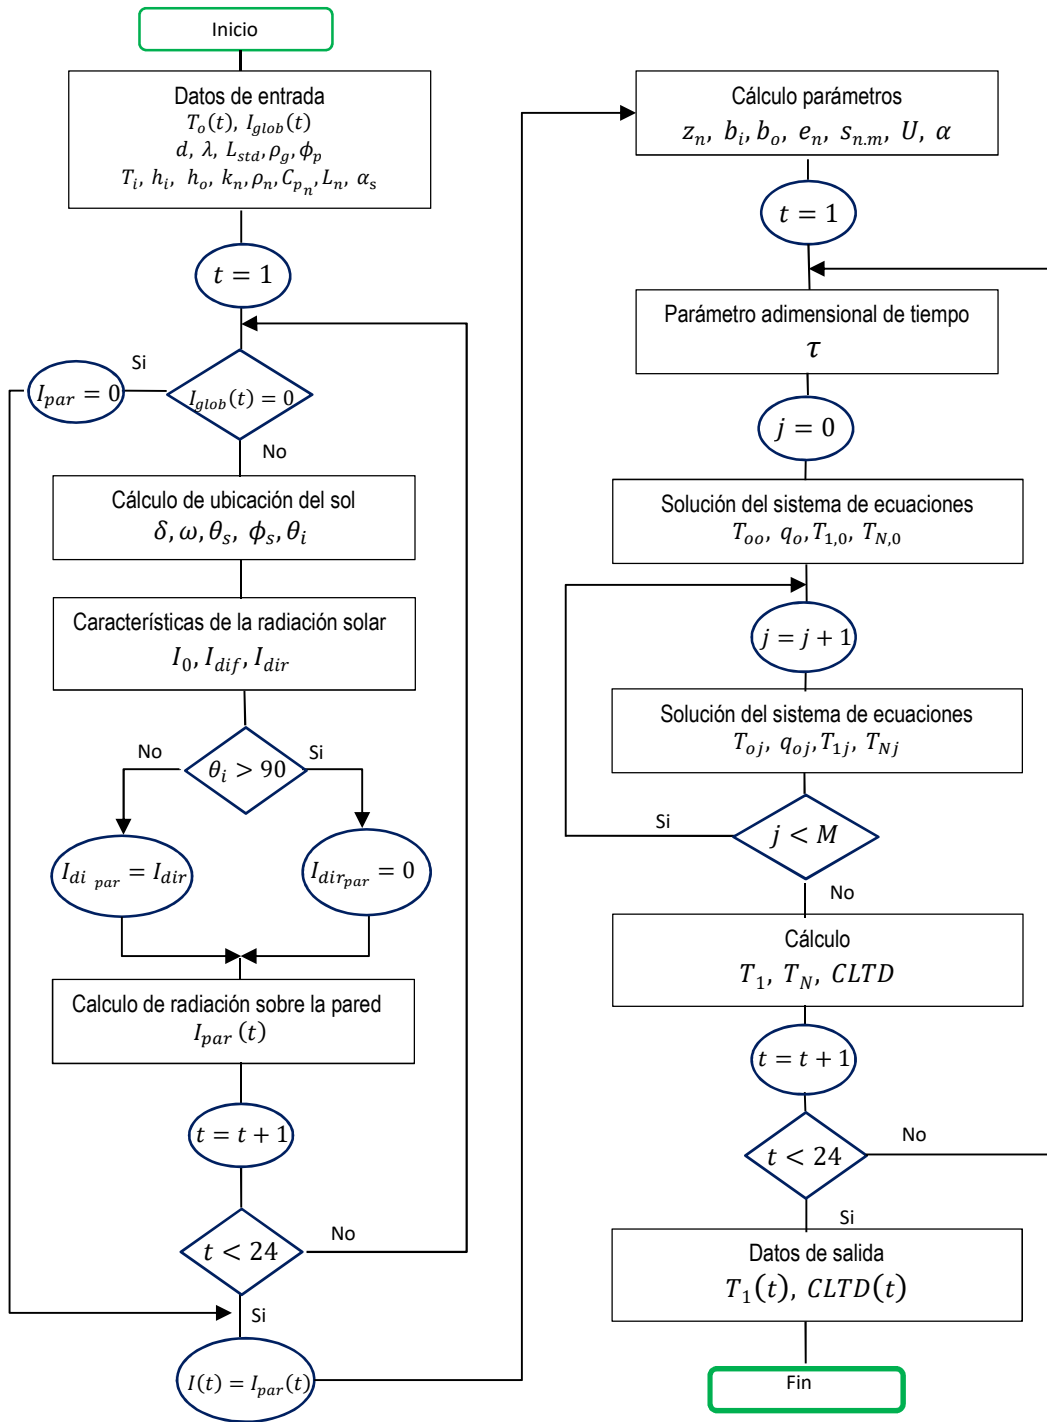 Inicio
Datos de entrada
T_o(t), I_glob(t)
d, λ, L_std, ρ_g, ϕ_p
T_i, h_i, h_o, k_n, ρ_n, C_p_n, L_n, α_s
t = 1
I_glob(t) = 0
Si
I_par = 0
No
Cálculo de ubicación del sol
δ, ω, θ_s, ϕ_s, θ_i
Características de la radiación solar
I_0, I_dif, I_dir
θ_i > 90
No
Si
I_di par = I_dir
I_dir_par = 0
Calculo de radiación sobre la pared
I_par (t)
t = t + 1
t < 24
No
Si
I(t) = I_par(t)
Cálculo parámetros
z_n, b_i, b_o, e_n, s_n.m, U, α
t = 1
Parámetro adimensional de tiempo
τ
j = 0
Solución del sistema de ecuaciones
T_oo, q_o, T_1,0, T_N,0
j = j + 1
Solución del sistema de ecuaciones
T_oj, q_oj, T_1j, T_Nj
Si
j < M
No
Cálculo
T_1, T_N, CLTD
t = t + 1
t < 24
No
Si
Datos de salida
T_1(t), CLTD(t)
Fin